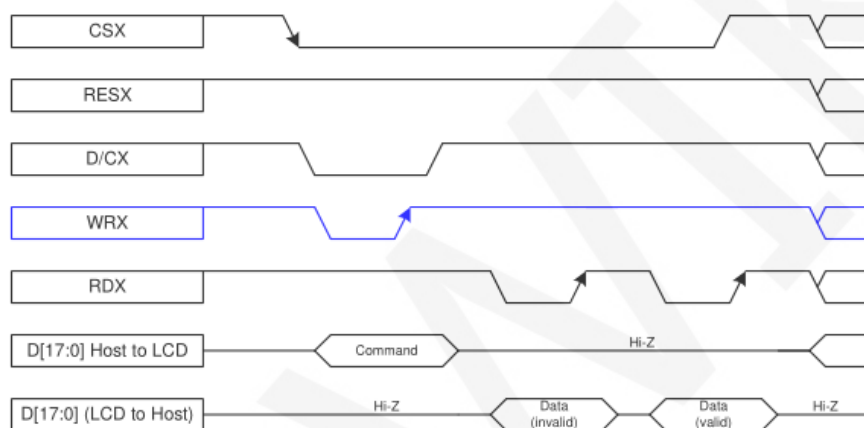 CSX
RESX
D/CX
WRX
RDX
D[17:0] Host to LCD
Command
Hi-Z
D[17:0] (LCD to Host)
Hi-Z
Data
(invalid)
Data
(valid)
Hi-Z